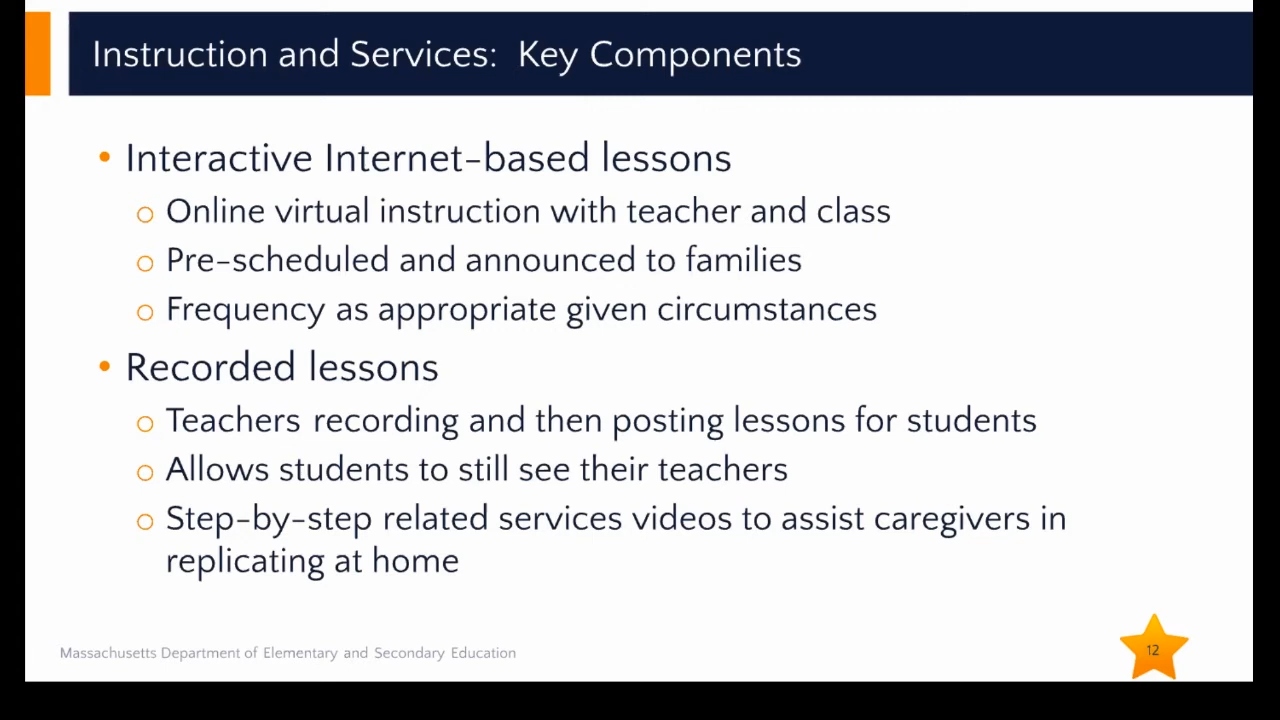 Instruction and Services: Key Components
• Interactive Internet-based lessons
o Online virtual instruction with teacher and class
o Pre-scheduled and announced to families
o Frequency as appropriate given circumstances
• Recorded lessons
o Teachers recording and then posting lessons for students
o Allows students to still see their teachers
o Step-by-step related services videos to assist caregivers in
replicating at home
Massachusetts Department of Elementary and Secondary Education
12